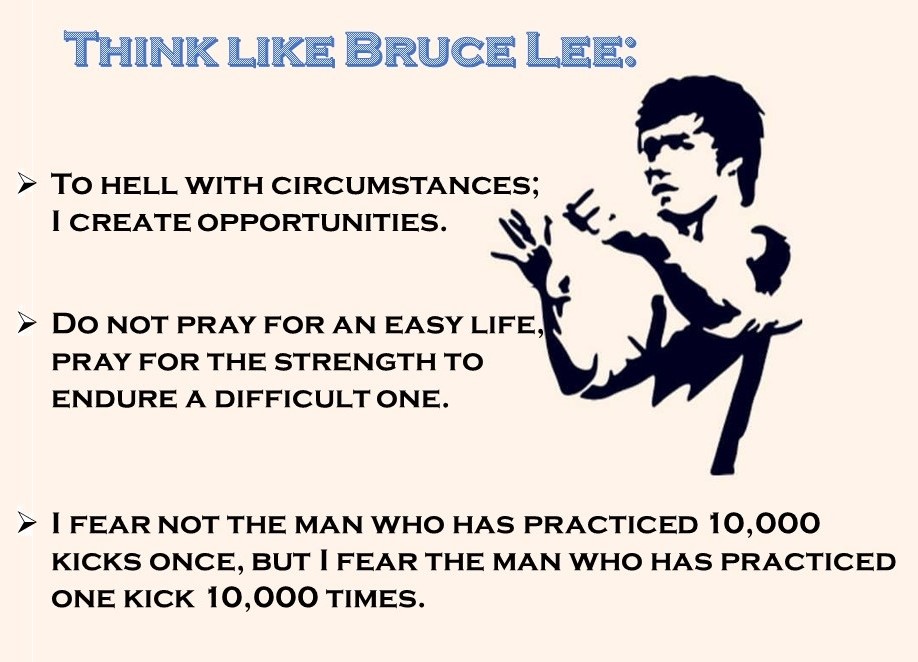 Think like Bruce Lee:
➢ To hell with circumstances;
I create opportunities.
➢ Do not pray for an easy life,
pray for the strength to
endure a difficult one.
➢ I fear not the man who has practiced 10,000
kicks once, but I fear the man who has practiced
one kick 10,000 times.